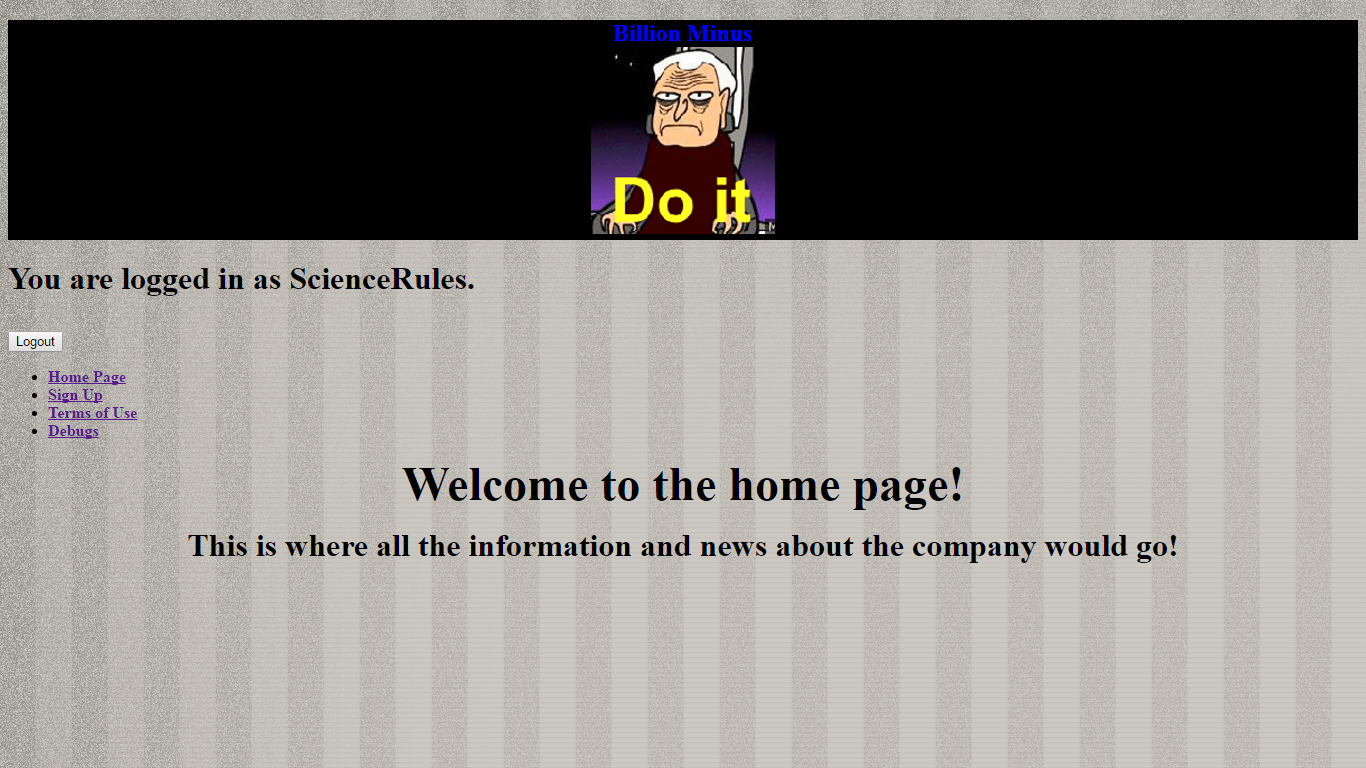 Billion Minus
Do it
You are logged in as ScienceRules.
Logout
Home Page
Sign Up
Terms of Use
Debugs
Welcome to the home page!
This is where all the information and news about the company would go!